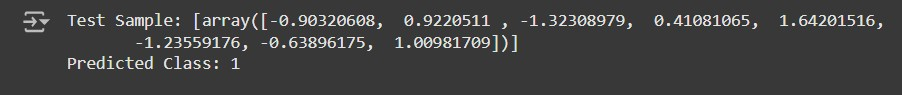 Test Sample: [array([-0.90320608,  0.9220511 , -1.32308979,  0.41081065,  1.64201516,
       -1.23559176, -0.63896175,  1.00981709])]
Predicted Class: 1